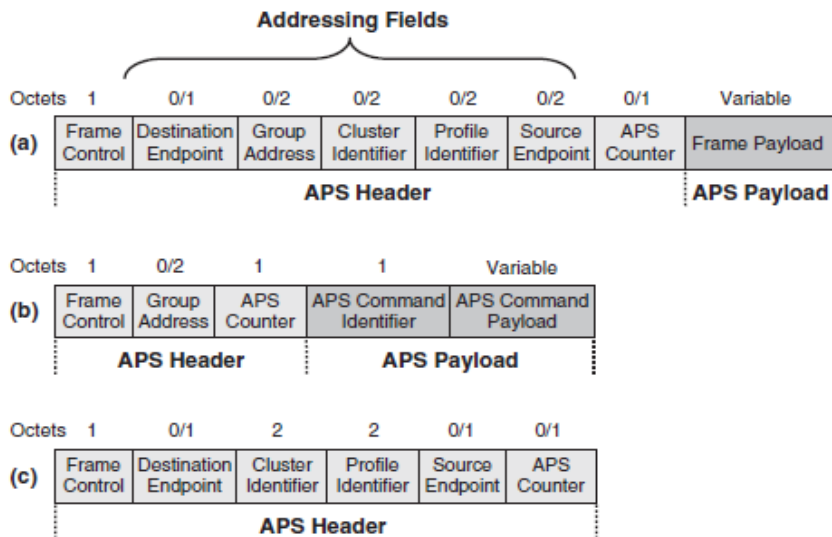 Addressing Fields
Octets 1 0/1 0/2 0/2 0/2 0/2 0/1 Variable
(a) Frame Control Destination Endpoint Group Address Cluster Identifier Profile Identifier Source Endpoint APS Counter Frame Payload
APS Header APS Payload
Octets 1 0/2 1 1 Variable
(b) Frame Control Group Address APS Counter APS Command Identifier APS Command Payload
APS Header APS Payload
Octets 1 0/1 2 2 0/1 0/1
(c) Frame Control Destination Endpoint Cluster Identifier Profile Identifier Source Endpoint APS Counter
APS Header